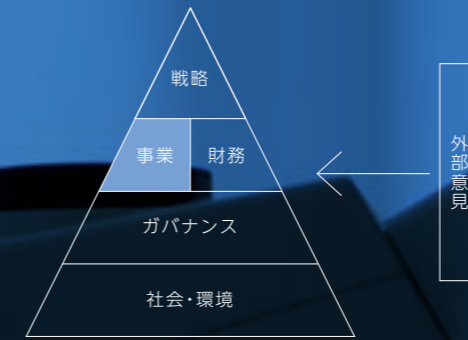 戦略
事業
財務
ガバナンス
社会・環境
外部意見